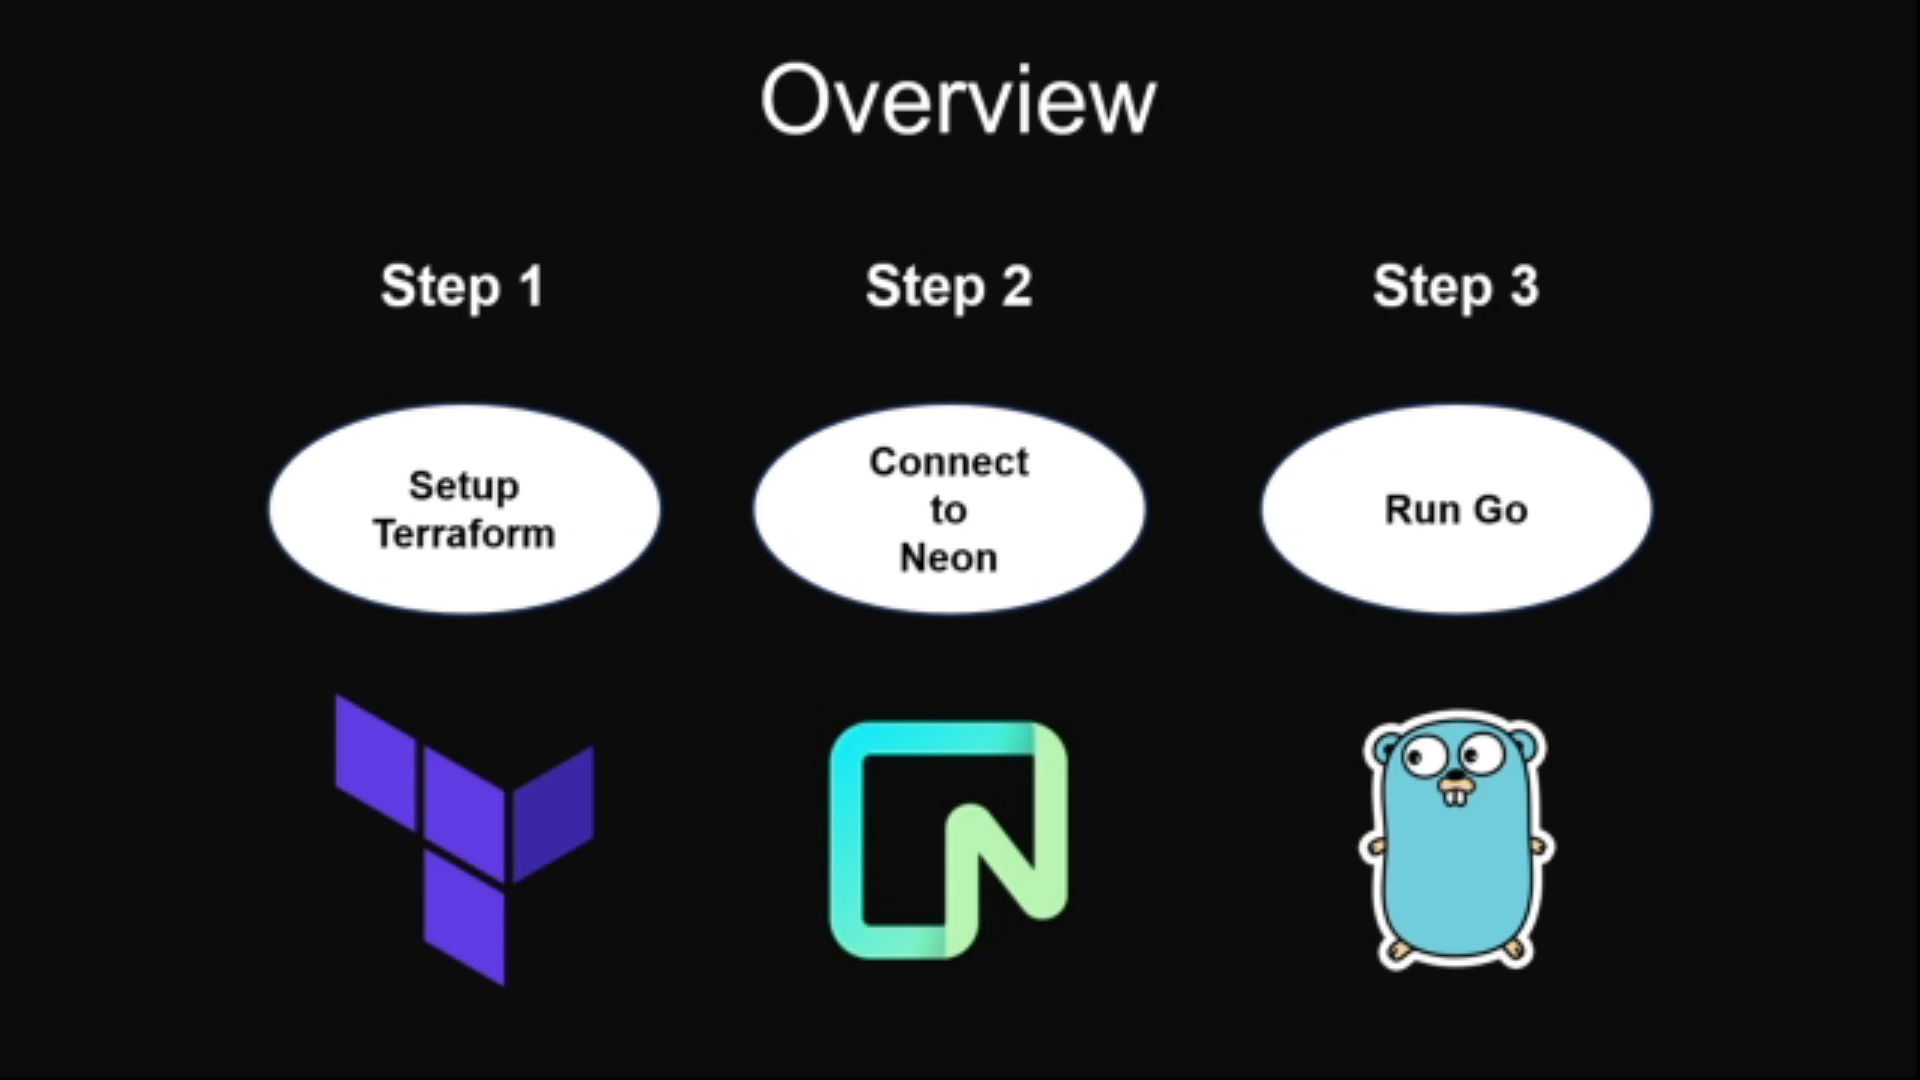 Overview
Step 1
Step 2
Step 3
Setup
Terraform
Connect
to
Neon
Run Go